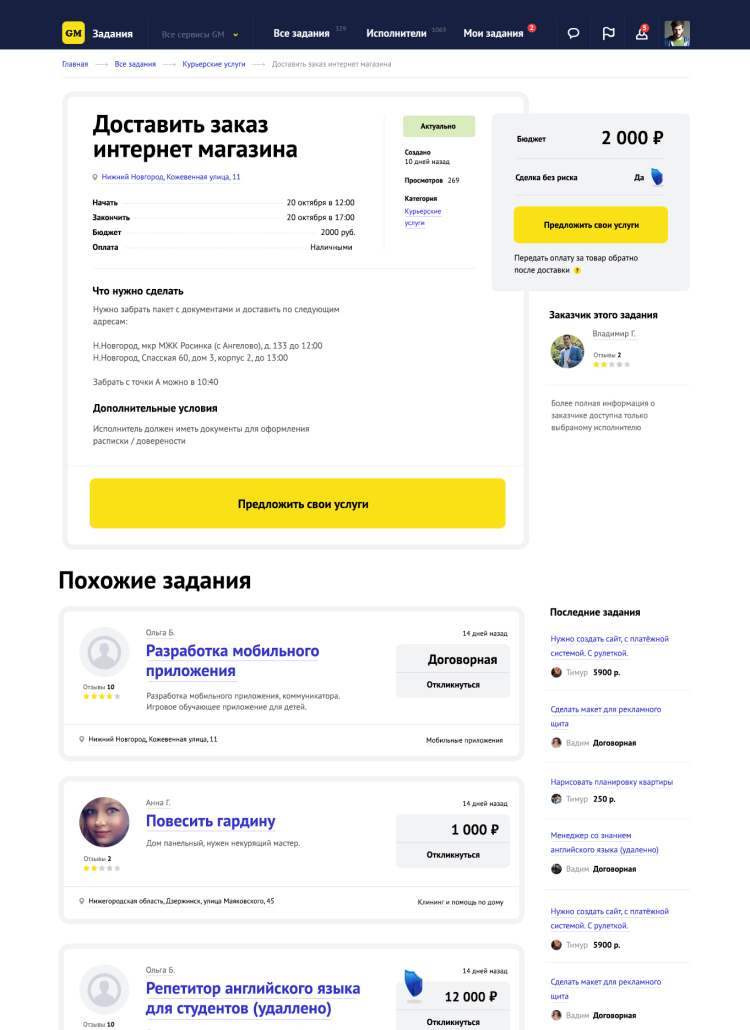 GM Задания
Все сервисы GM
Все задания 329
Исполнители 1069
Мои задания 2
5
Главная
Все задания
Курьерские услуги
Доставить заказ интернет магазина
Доставить заказ
интернет магазина
Нижний Новгород, Кожевенная улица, 11
Начать 20 октября в 12:00
Закончить 20 октября в 17:00
Бюджет 2000 руб.
Оплата Наличными
Актуально
Создано
10 дней назад
Просмотров 269
Категория
Курьерские
услуги
Бюджет 2 000 ₽
Сделка без риска Да
Предложить свои услуги
Передать оплату за товар обратно
после доставки ?
Что нужно сделать
Нужно забрать пакет с документами и доставить по следующим
адресам:
Н.Новгород, мкр МЖК Росинка (с Ангелово), д. 133 до 12:00
Н.Новгород, Спасская 60, дом 3, корпус 2, до 13:00
Забрать с точки А можно в 10:40
Дополнительные условия
Исполнитель должен иметь документы для оформления
расписки / доверености
Предложить свои услуги
Заказчик этого задания
Владимир Г.
Отзывы 2
Более полная информация о
заказчике доступна только
выбраному исполнителю
Похожие задания
Ольга Б.
14 дней назад
Разработка мобильного
приложения
Договорная
Откликнуться
Отзывы 10
Разработка мобильного приложения, коммуникатора.
Игровое обучающее приложение для детей.
Нижний Новгород, Кожевенная улица, 11
Мобильные приложения
Анна Г.
14 дней назад
Повесить гардину
1 000 ₽
Откликнуться
Дом панельный, нужен некурящий мастер.
Отзывы 2
Нижегородская область, Дзержинск, улица Маяковского, 45
Клининг и помощь по дому
Ольга Б.
14 дней назад
Репетитор английского языка
для студентов (удаллено)
12 000 ₽
Откликнуться
Отзывы 10
Последние задания
Нужно создать сайт, с платёжной
системой. С рулеткой.
Тимур 5900 р.
Сделать макет для рекламного
щита
Вадим Договорная
Нарисовать планировку квартиры
Тимур 250 р.
Менеджер со знанием
английского языка (удаленно)
Вадим Договорная
Нужно создать сайт, с платёжной
системой. С рулеткой.
Тимур 5900 р.
Сделать макет для рекламного
щита
Вадим Договорная